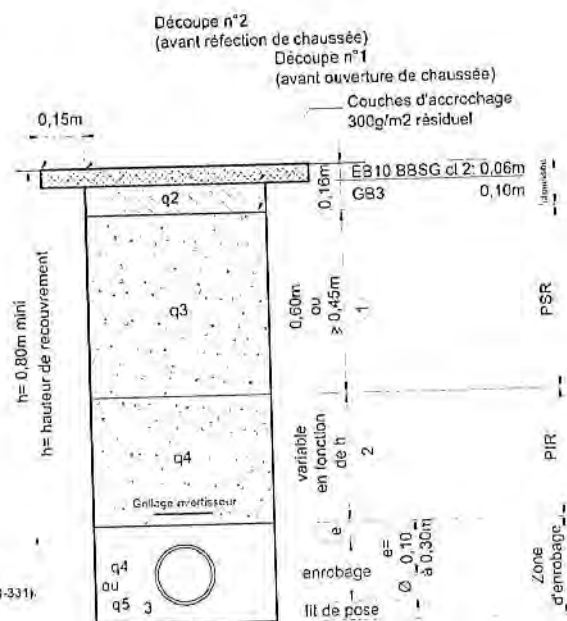 Découpe n°2
(avant réfection de chaussée)
Découpe n°1
(avant ouverture de chaussée)
Couches d'accrochage
300g/m2 résiduel
0,15m
0,16m
EB10 BBSG cl 2: 0,06m
GB3 0,10m
q2
h= 0,80m mini
h= hauteur de recouvrement
q3
0,60m
ou
≥ 0,45m
1
PSR
q4
variable
en fonction
de h
2
PIR
Grillage avertisseur
e
e=
0,10
à 0,30m
q4
ou
q5 3
enrobage
Ø
Zone
d'enrobage
lit de pose
-331).